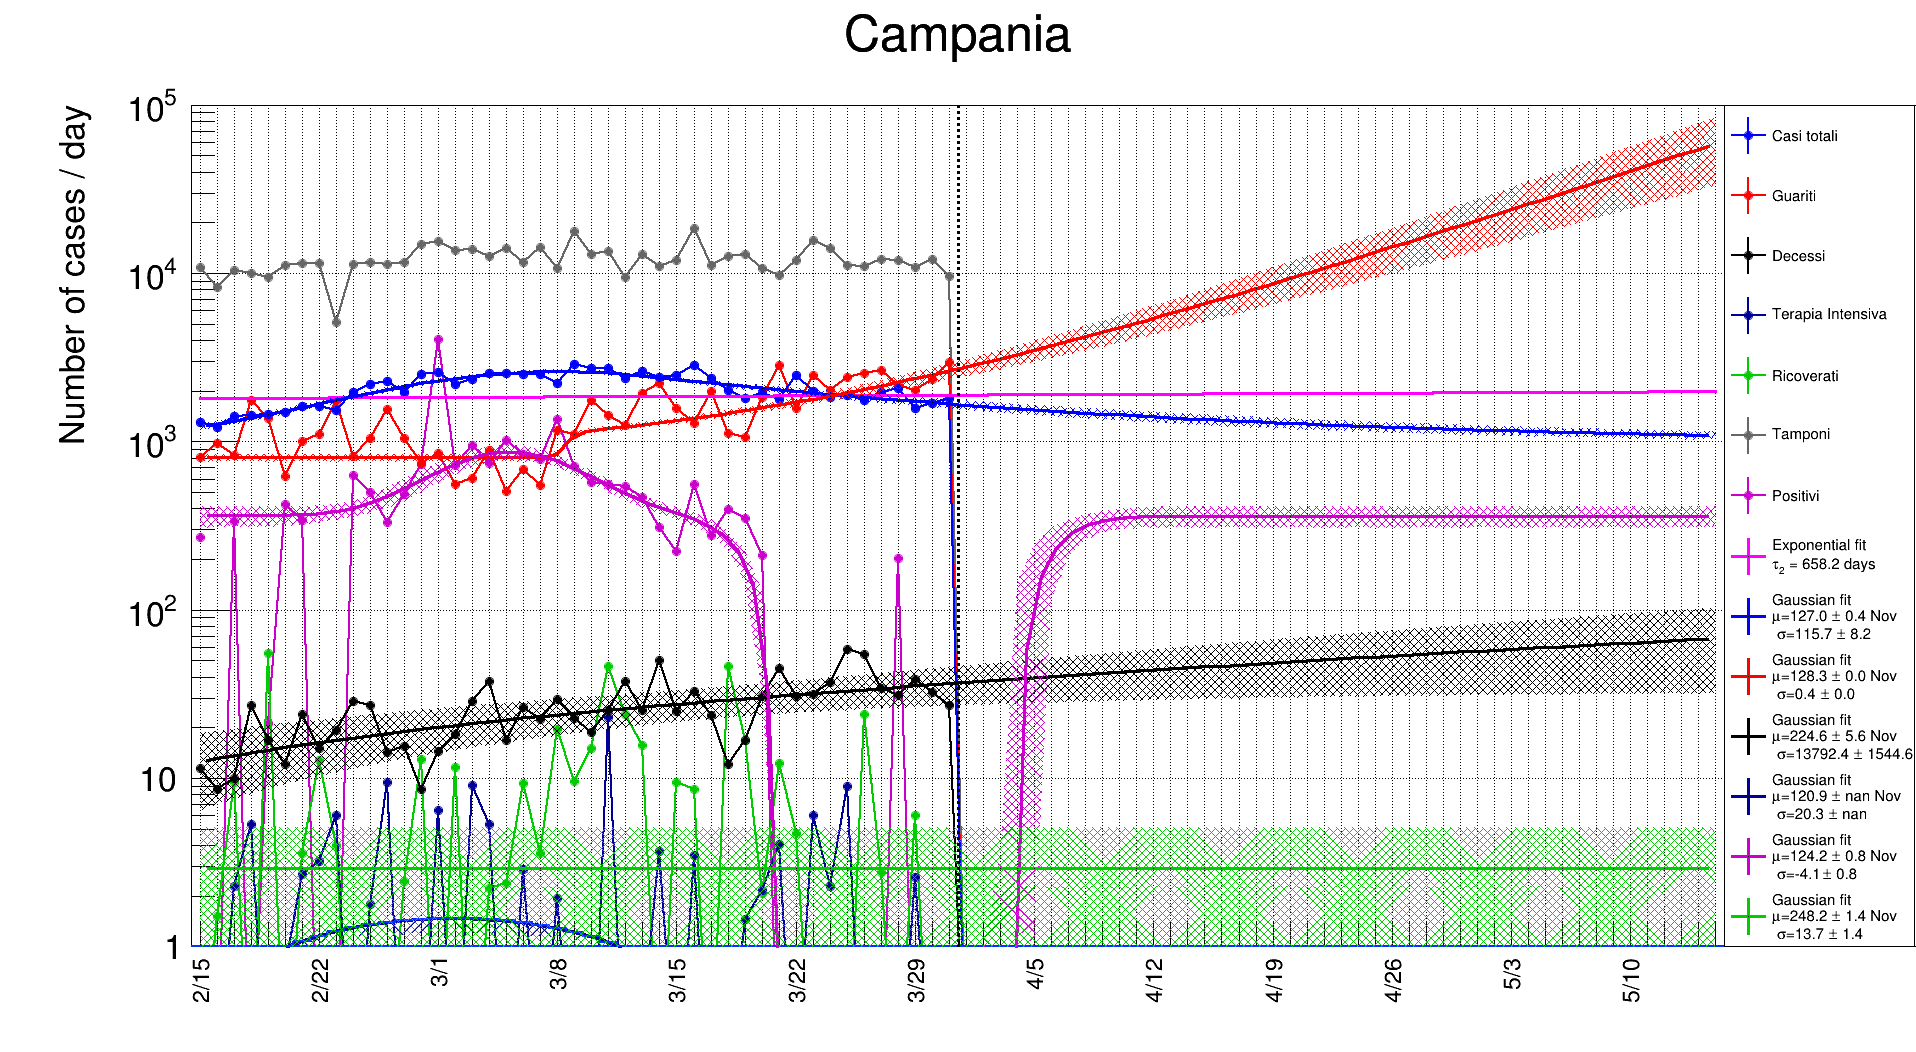 Campania
Number of cases / day
10^5
10^4
10^3
10^2
10
1
2/15
2/22
3/1
3/8
3/15
3/22
3/29
4/5
4/12
4/19
4/26
5/3
5/10
Casi totali
Guariti
Decessi
Terapia Intensiva
Ricoverati
Tamponi
Positivi
Exponential fit
τ2 = 658.2 days
Gaussian fit
μ=127.0 ± 0.4 Nov
σ=115.7 ± 8.2
Gaussian fit
μ=128.3 ± 0.0 Nov
σ=0.4 ± 0.0
Gaussian fit
μ=224.6 ± 5.6 Nov
σ=13792.4 ± 1544.6
Gaussian fit
μ=120.9 ± nan Nov
σ=20.3 ± nan
Gaussian fit
μ=124.2 ± 0.8 Nov
σ=-4.1 ± 0.8
Gaussian fit
μ=248.2 ± 1.4 Nov
σ=13.7 ± 1.4